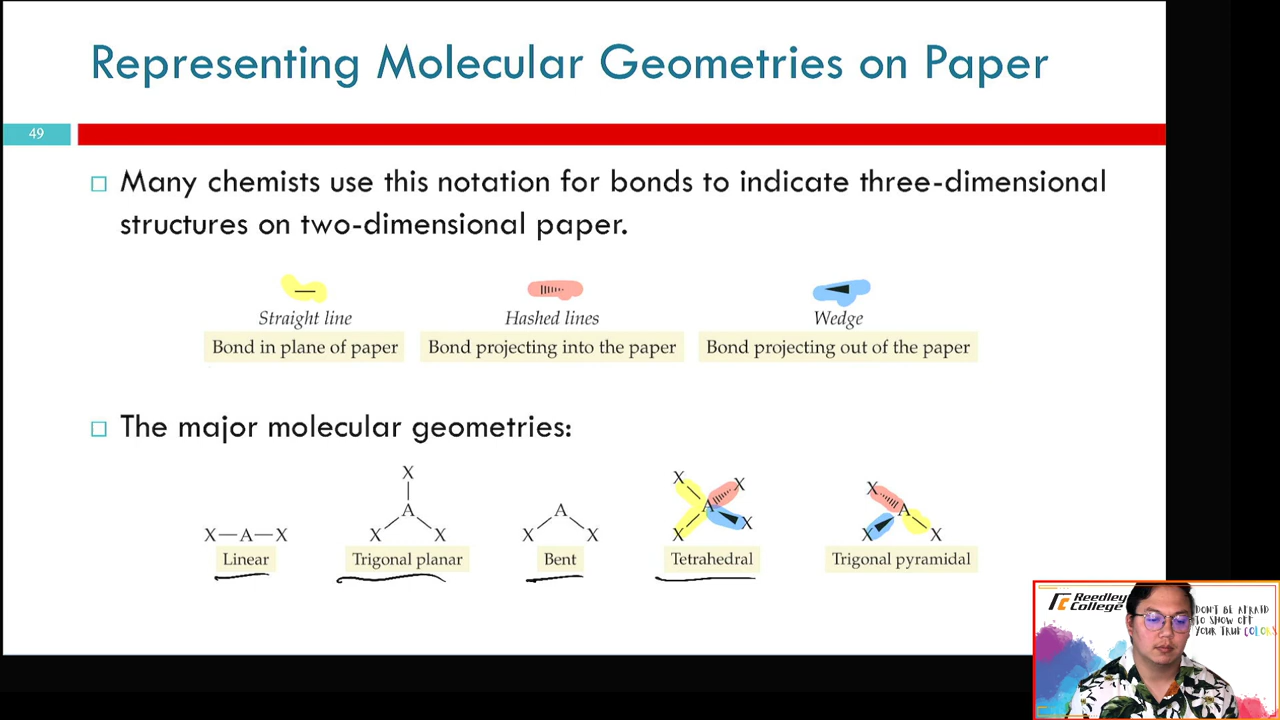 Representing Molecular Geometries on Paper
49
Many chemists use this notation for bonds to indicate three-dimensional
structures on two-dimensional paper.
Straight line
Bond in plane of paper
Hashed lines
Bond projecting into the paper
Wedge
Bond projecting out of the paper
The major molecular geometries:
X—A—X
Linear
X
A
X X
Trigonal planar
A
X X
Bent
X X
A
X X
Tetrahedral
X
A
X X
Trigonal pyramidal
Reedley
College
DON'T BE AFRAID
TO SHOW OFF
YOUR TRUE COLORS